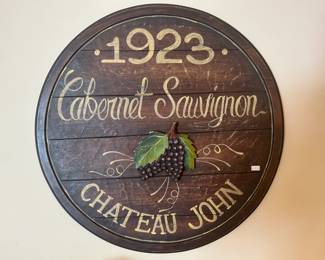 ·1923·
Cabernet Sauvignon
CHATEAU JOHN